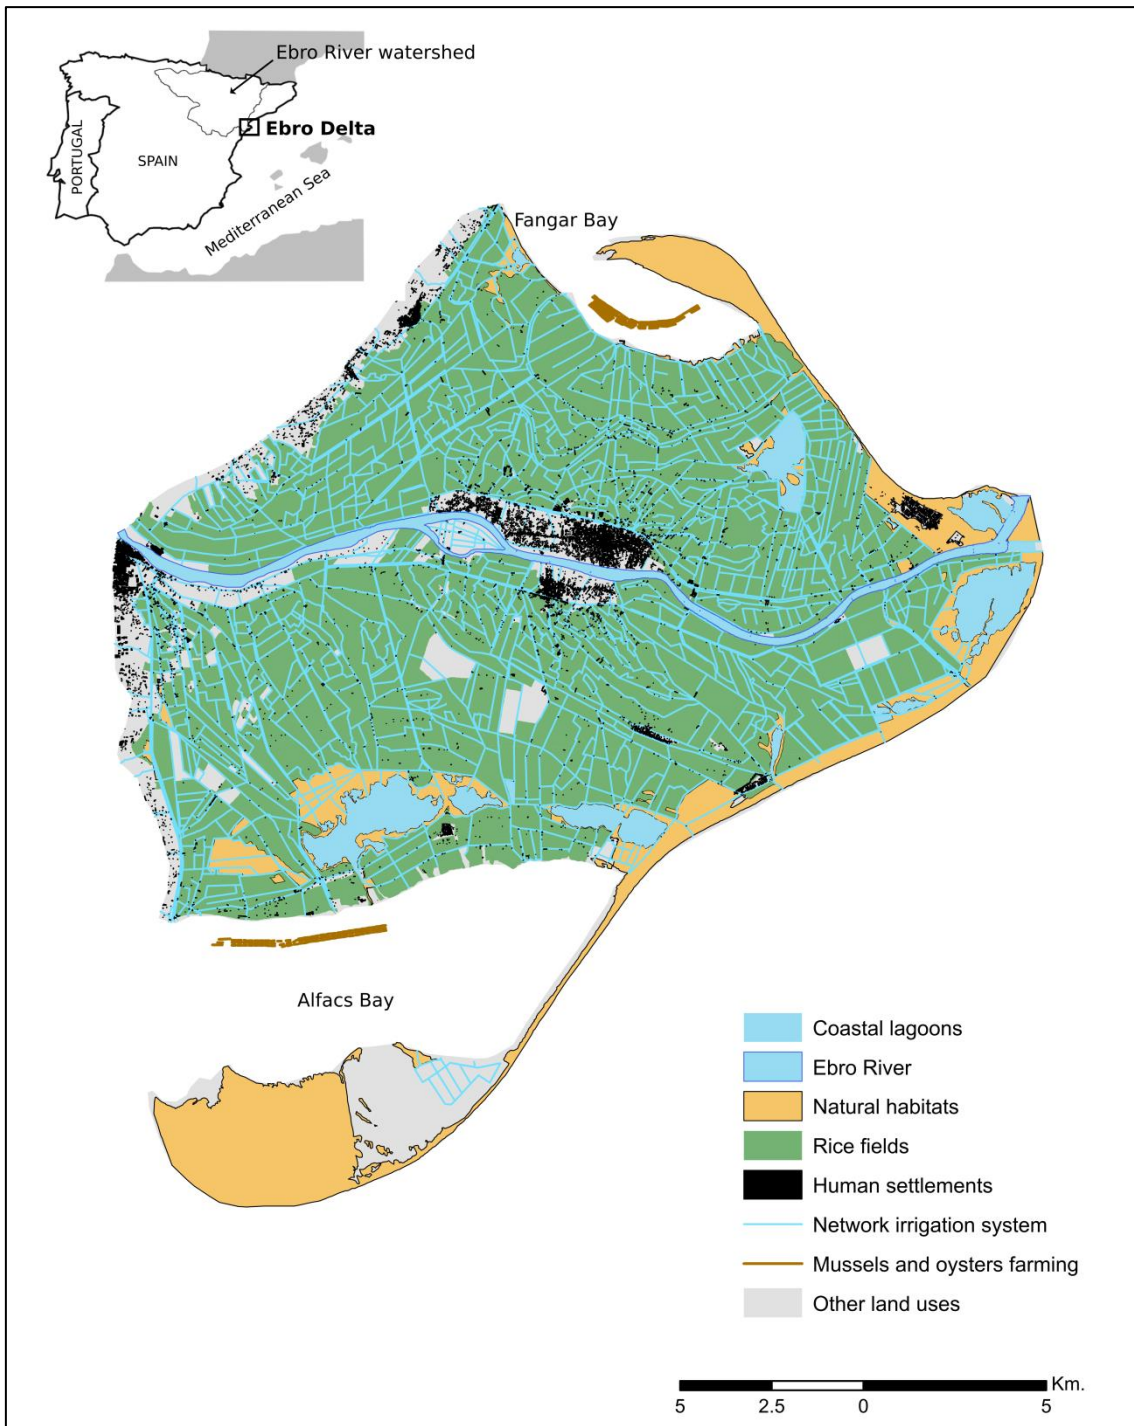 Ebro River watershed
Ebro Delta
PORTUGAL
SPAIN
Mediterranean Sea
Fangar Bay
Alfacs Bay
Coastal lagoons
Ebro River
Natural habitats
Rice fields
Human settlements
Network irrigation system
Mussels and oysters farming
Other land uses
Km.
5 2.5 0 5